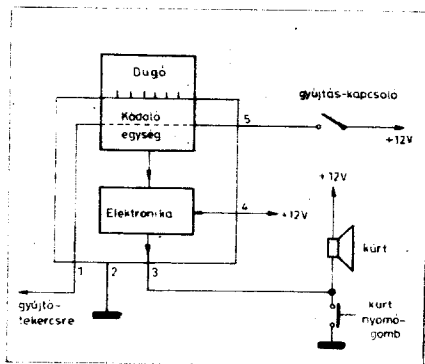 Dugó
Kódoló
egység
Elektronika
gyújtás-kapcsoló
+12V
5
4
+12V
+12V
kürt
1
2
3
gyújtó-
tekercsre
kürt
nyomó-
gomb